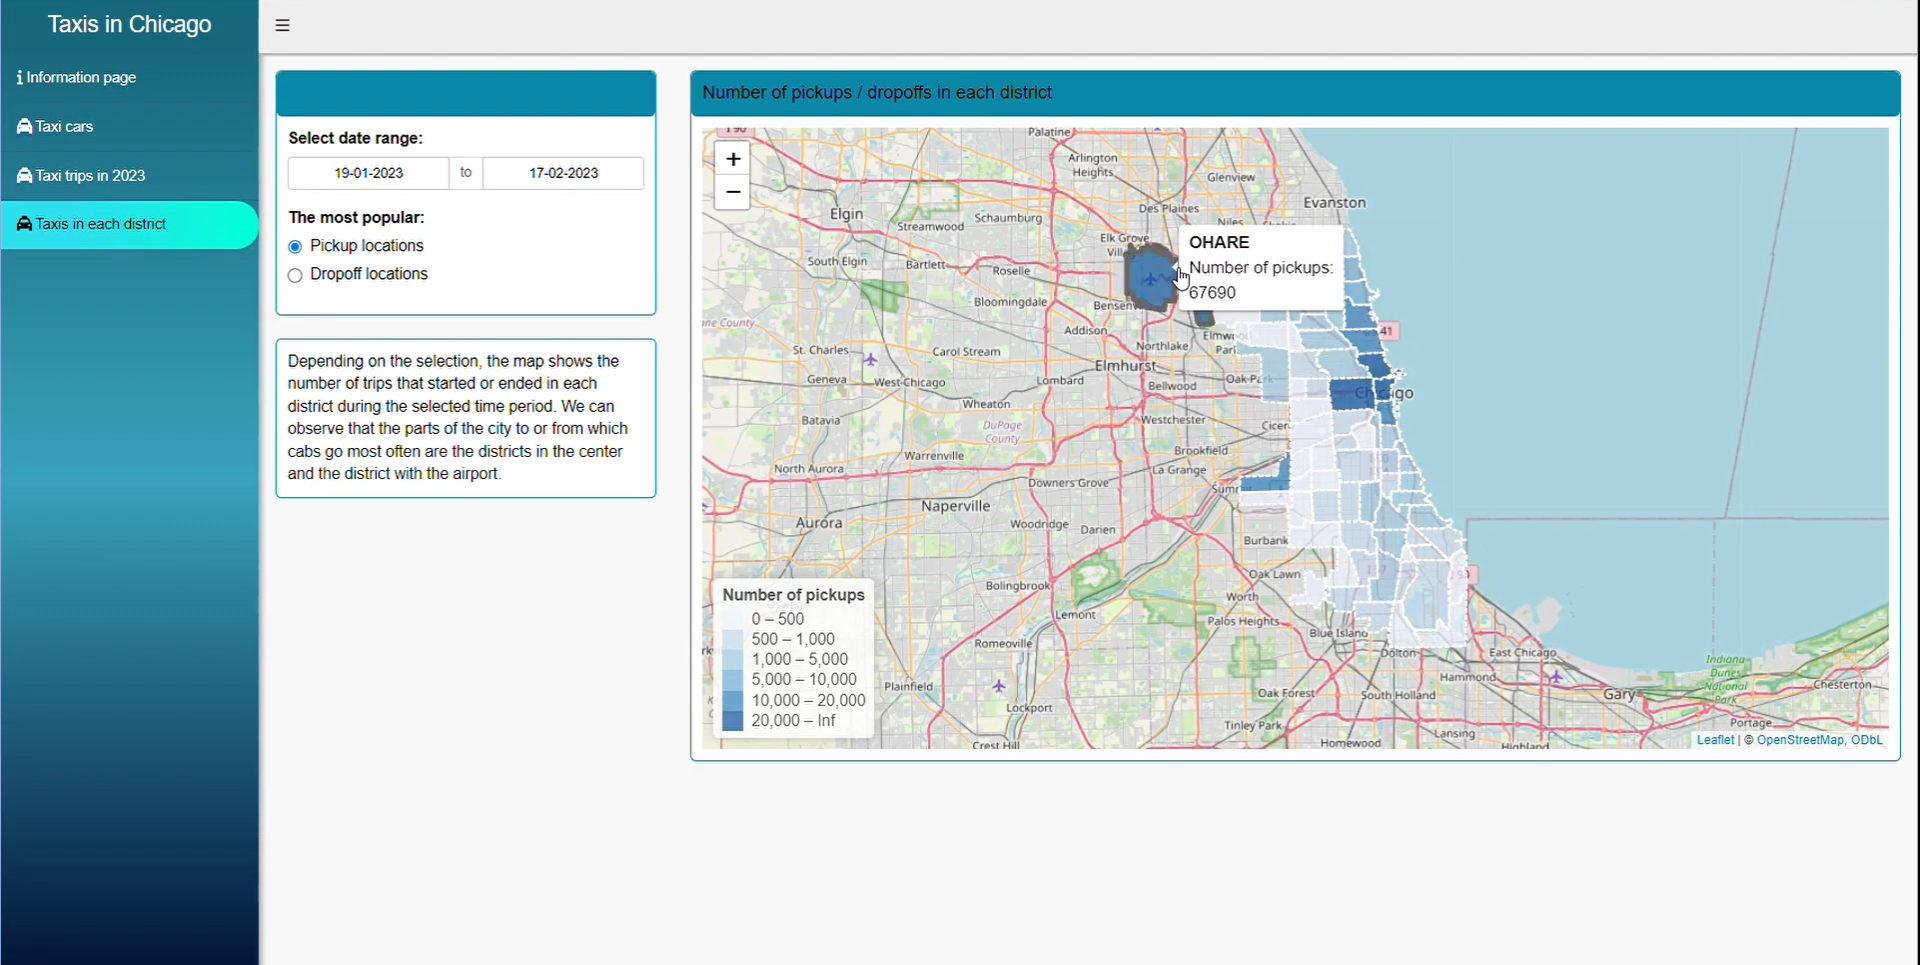 Taxis in Chicago
Information page
Taxi cars
Taxi trips in 2023
Taxis in each district
Select date range:
19-01-2023 to 17-02-2023
The most popular:
Pickup locations
Dropoff locations
Depending on the selection, the map shows the
number of trips that started or ended in each
district during the selected time period. We can
observe that the parts of the city to or from which
cabs go most often are the districts in the center
and the district with the airport.
Number of pickups / dropoffs in each district
+
−
I 90
Palatine
Arlington
Heights
Glenview
Evanston
Des Plaines
Elgin
Streamwood
Schaumburg
Niles
Elk Grove
OHARE
Number of pickups:
67690
South Elgin
Bartlett
Roselle
Bloomingdale
ne County
Addison
41
St. Charles
Carol Stream
Northlake
Elmhurst
Geneva
West Chicago
Lombard
Bellwood
Oak Park
Chicago
Wheaton
Batavia
DuPage
County
Westchester
Warrenville
Brookfield
La Grange
North Aurora
Downers Grove
Naperville
Aurora
Woodridge
Darien
Burbank
Oak Lawn
Bolingbrook
Worth
Lemont
Palos Heights
Blue Island
Romeoville
Dolton
East Chicago
Indiana
Dunes
National
Park
Hammond
Chesterton
Plainfield
Oak Forest
South Holland
Gary
Lockport
Tinley Park
Portage
Lansing
Crest Hill
Homewood
Highland
Number of pickups
0 – 500
500 – 1,000
1,000 – 5,000
5,000 – 10,000
10,000 – 20,000
20,000 – Inf
Leaflet | © OpenStreetMap, ODbL